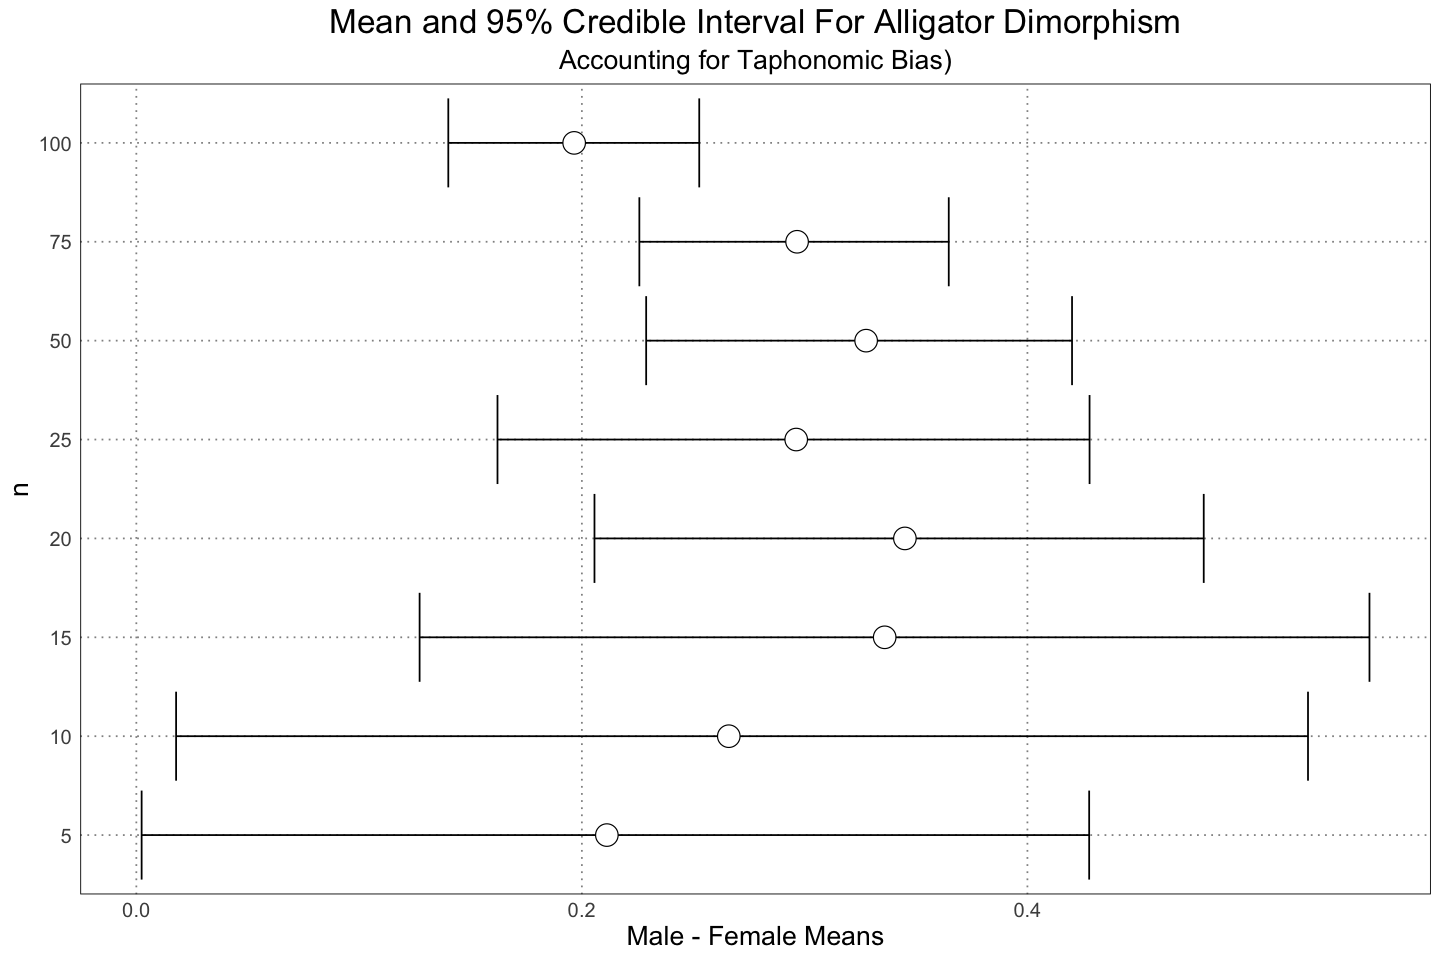 Mean and 95% Credible Interval For Alligator Dimorphism
Accounting for Taphonomic Bias)
100
75
50
25
n
20
15
10
5
0.0 0.2 0.4
Male - Female Means